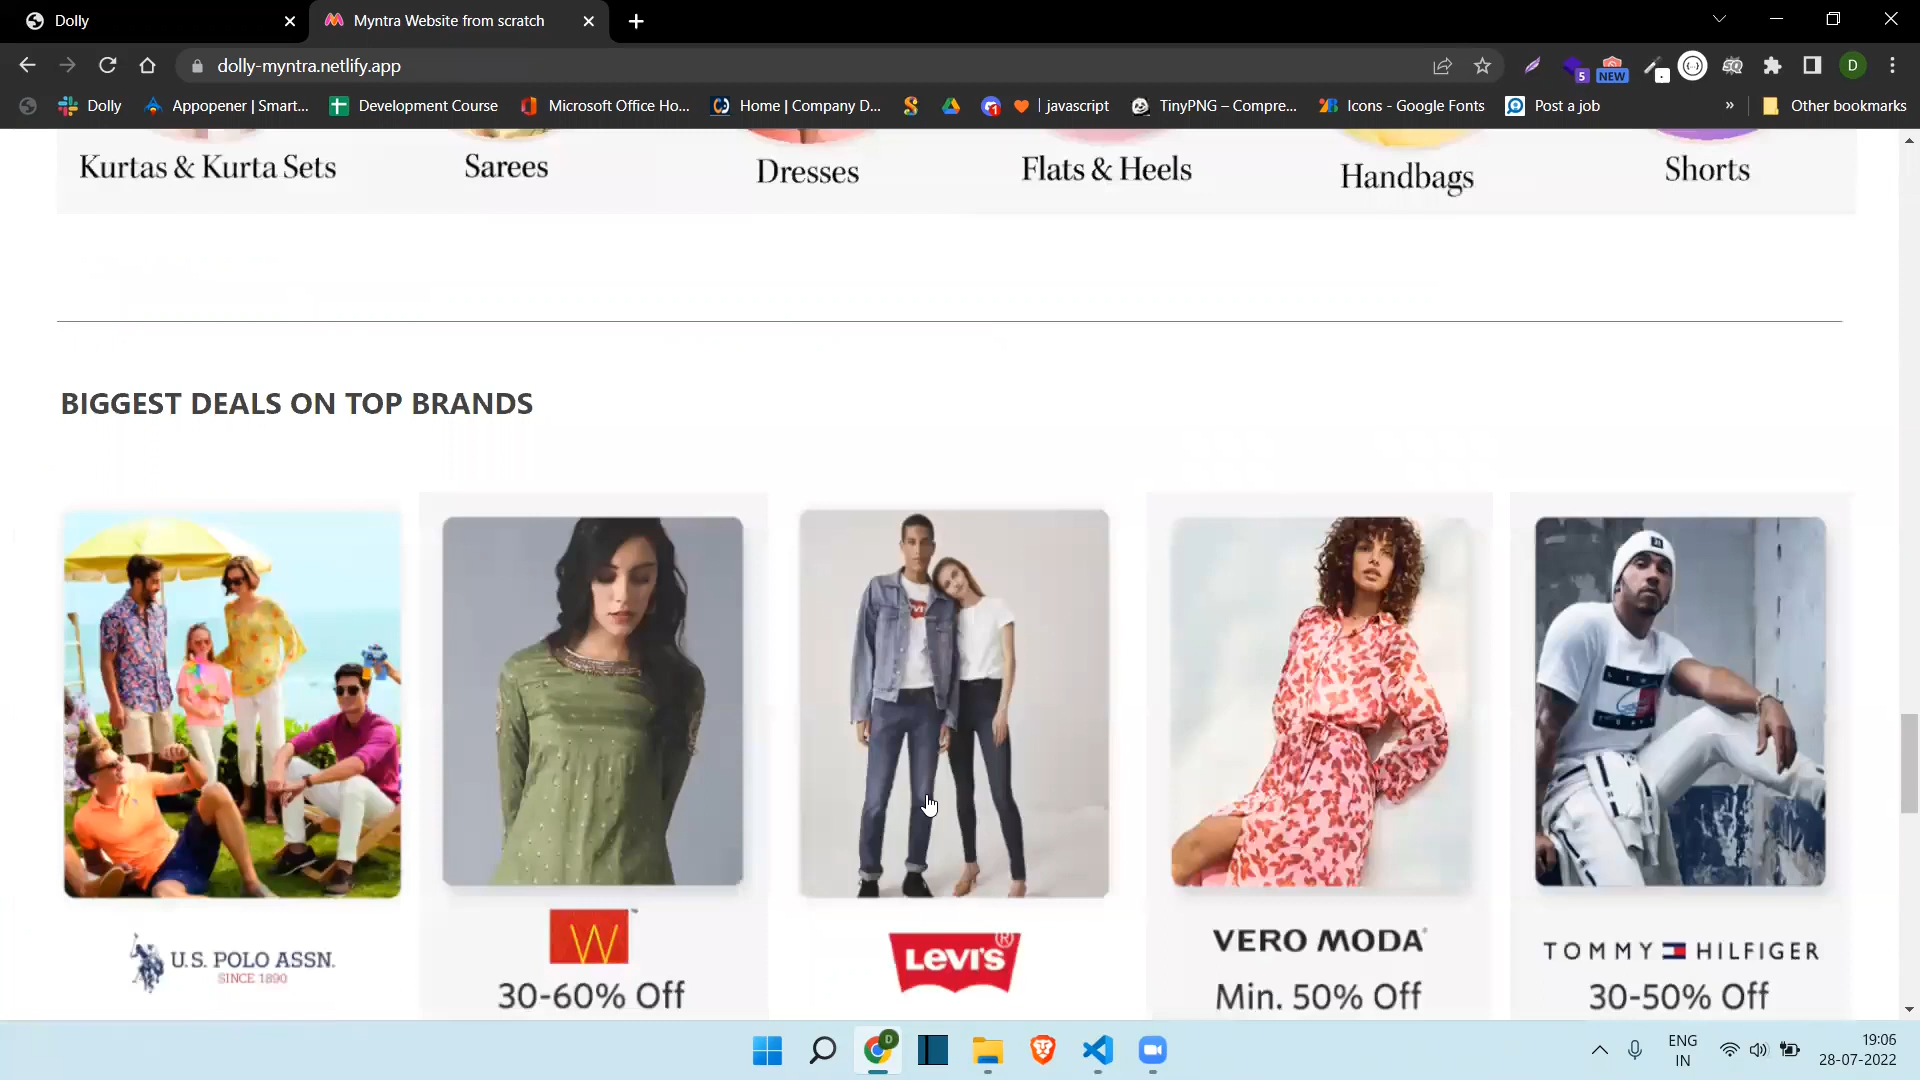 Dolly
Myntra Website from scratch
dolly-myntra.netlify.app
5
NEW
D
Dolly
Appopener | Smart...
Development Course
Microsoft Office Ho...
Home | Company D...
| javascript
TinyPNG – Compre...
Icons - Google Fonts
Post a job
»
Other bookmarks
Kurtas & Kurta Sets
Sarees
Dresses
Flats & Heels
Handbags
Shorts
BIGGEST DEALS ON TOP BRANDS
U.S. POLO ASSN.
SINCE 1890
W™
30-60% Off
LEVI'S®
VERO MODA®
Min. 50% Off
TOMMY HILFIGER
30-50% Off
D
ENG
IN
19:06
28-07-2022